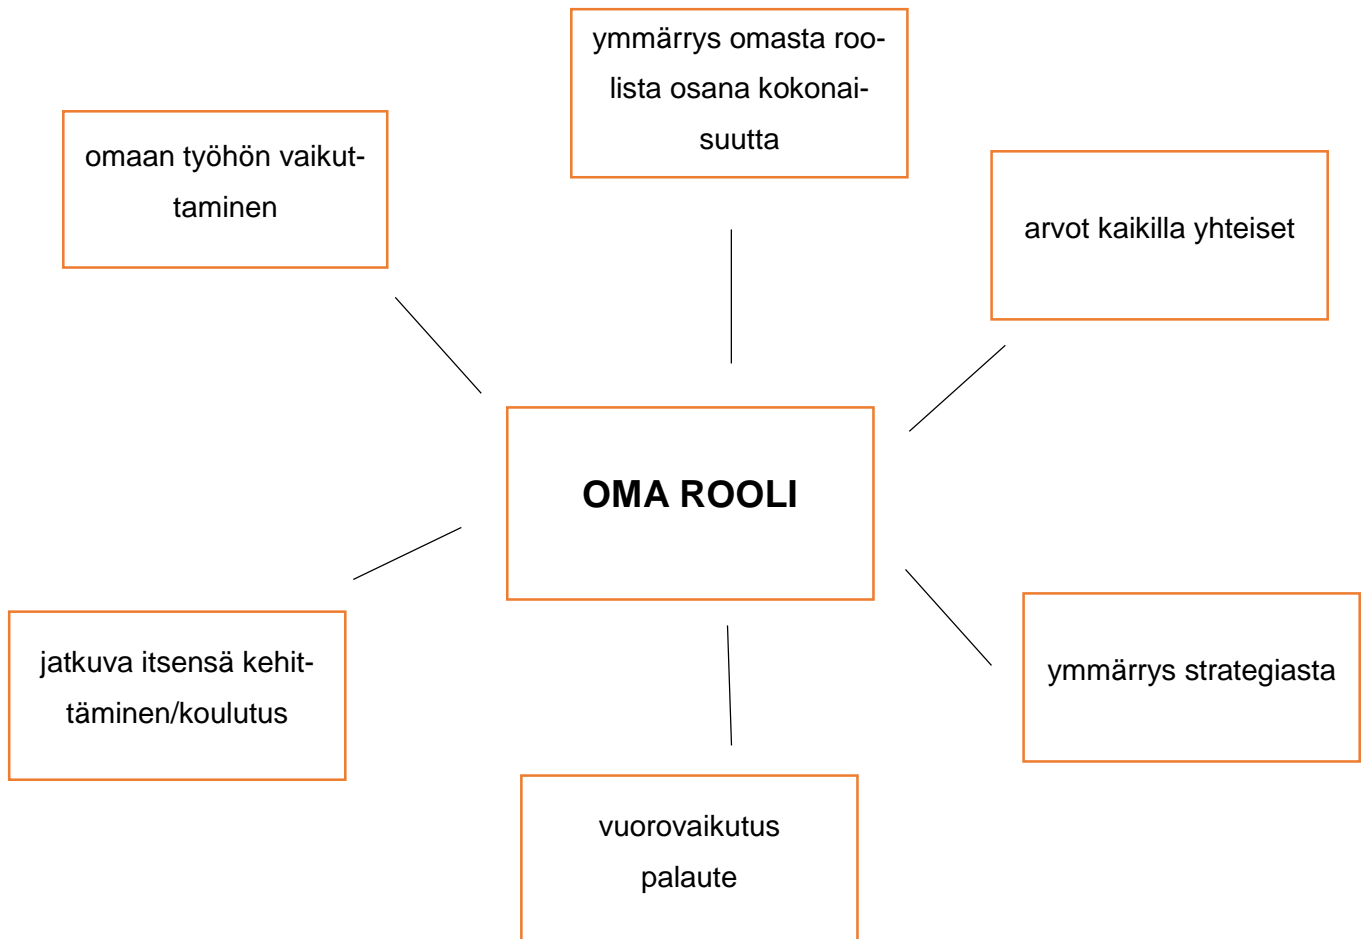 ymmärrys omasta roo-
lista osana kokonai-
suutta
omaan työhön vaikut-
taminen
arvot kaikilla yhteiset
OMA ROOLI
jatkuva itsensä kehit-
täminen/koulutus
ymmärrys strategiasta
vuorovaikutus
palaute